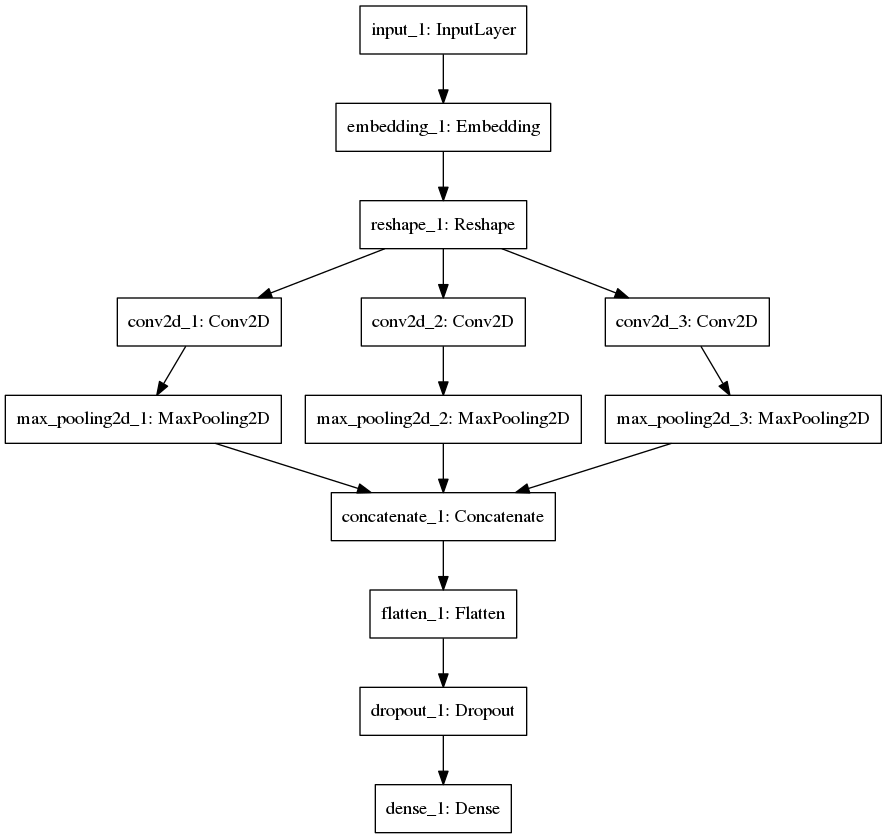 input_1: InputLayer
embedding_1: Embedding
reshape_1: Reshape
conv2d_1: Conv2D
conv2d_2: Conv2D
conv2d_3: Conv2D
max_pooling2d_1: MaxPooling2D
max_pooling2d_2: MaxPooling2D
max_pooling2d_3: MaxPooling2D
concatenate_1: Concatenate
flatten_1: Flatten
dropout_1: Dropout
dense_1: Dense